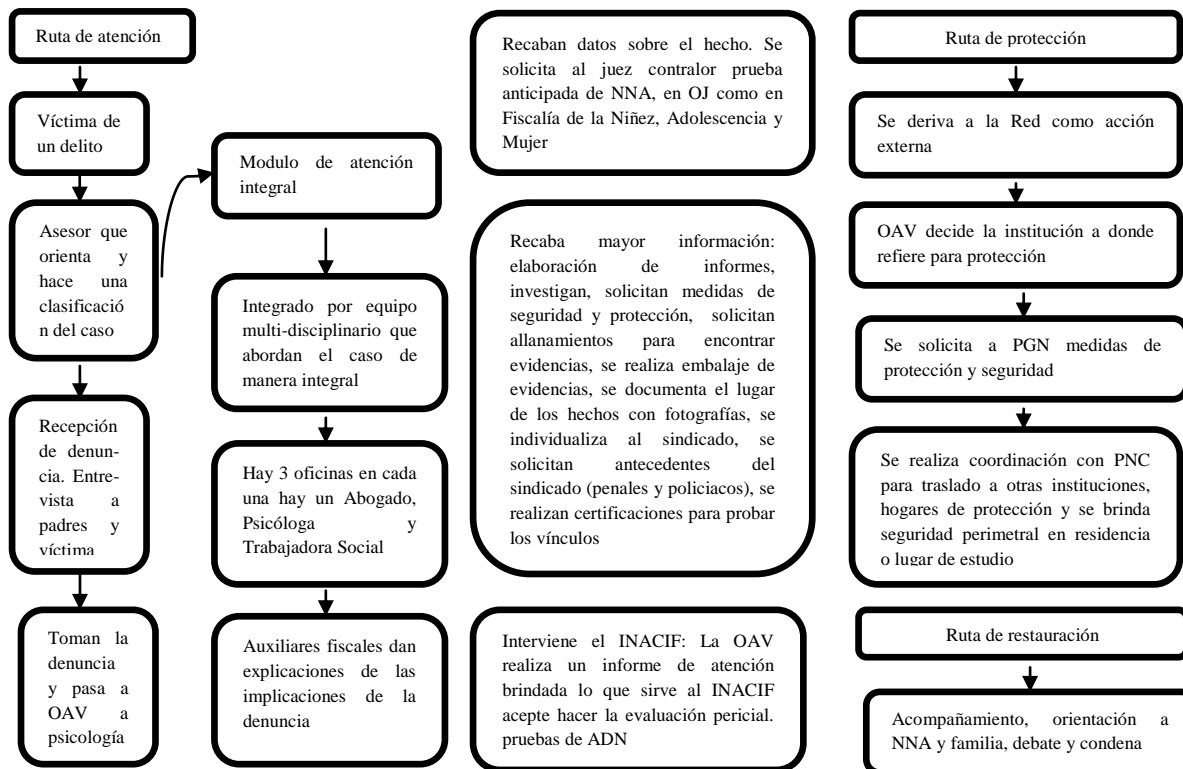 Ruta de atención
Víctima de
un delito
Asesor que
orienta y
hace una
clasificació
n del caso
Recepción
de denun-
cia. Entre-
vista a
padres y
víctima
Toman la
denuncia
y pasa a
OAV a
psicología
Modulo de atención
integral
Integrado por equipo
multi-disciplinario que
abordan el caso de
manera integral
Hay 3 oficinas en cada
una hay un Abogado,
Psicóloga y
Trabajadora Social
Auxiliares fiscales dan
explicaciones de las
implicaciones de la
denuncia
Recaban datos sobre el hecho. Se
solicita al juez contralor prueba
anticipada de NNA, en OJ como en
Fiscalía de la Niñez, Adolescencia y
Mujer
Recaba mayor información:
elaboración de informes,
investigan, solicitan medidas de
seguridad y protección, solicitan
allanamientos para encontrar
evidencias, se realiza embalaje de
evidencias, se documenta el lugar
de los hechos con fotografías, se
individualiza al sindicado, se
solicitan antecedentes del
sindicado (penales y policiacos), se
realizan certificaciones para probar
los vínculos
Interviene el INACIF: La OAV
realiza un informe de atención
brindada lo que sirve al INACIF
acepte hacer la evaluación pericial.
pruebas de ADN
Ruta de protección
Se deriva a la Red como acción
externa
OAV decide la institución a donde
refiere para protección
Se solicita a PGN medidas de
protección y seguridad
Se realiza coordinación con PNC
para traslado a otras instituciones,
hogares de protección y se brinda
seguridad perimetral en residencia
o lugar de estudio
Ruta de restauración
Acompañamiento, orientación a
NNA y familia, debate y condena